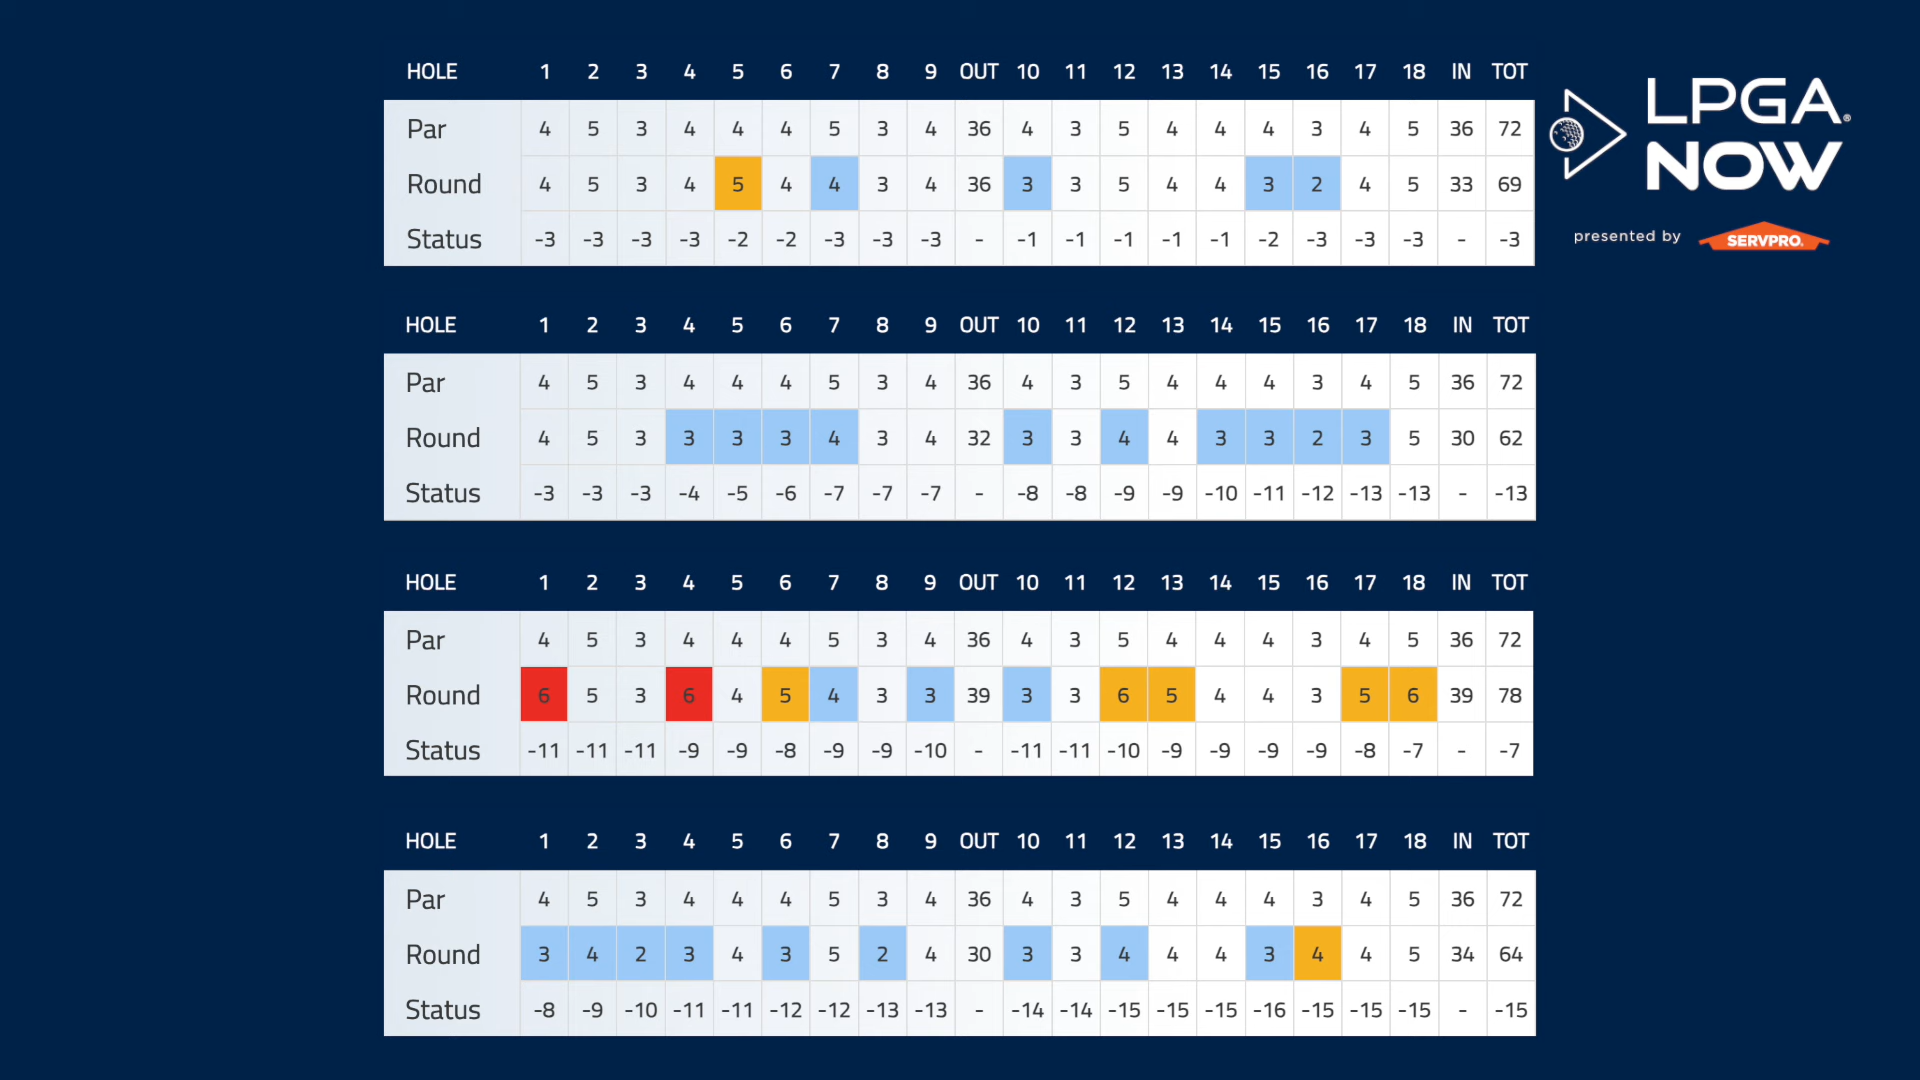 HOLE 1 2 3 4 5 6 7 8 9 OUT 10 11 12 13 14 15 16 17 18 IN TOT
Par 4 5 3 4 4 4 5 3 4 36 4 3 5 4 4 4 3 4 5 36 72
Round 4 5 3 4 5 4 4 3 4 36 3 3 5 4 4 3 2 4 5 33 69
Status -3 -3 -3 -3 -2 -2 -3 -3 -3 - -1 -1 -1 -1 -1 -2 -3 -3 -3 - -3
LPGA®
NOW
presented by SERVPRO.
HOLE 1 2 3 4 5 6 7 8 9 OUT 10 11 12 13 14 15 16 17 18 IN TOT
Par 4 5 3 4 4 4 5 3 4 36 4 3 5 4 4 4 3 4 5 36 72
Round 4 5 3 3 3 3 4 3 4 32 3 3 4 4 3 3 2 3 5 30 62
Status -3 -3 -3 -4 -5 -6 -7 -7 -7 - -8 -8 -9 -9 -10 -11 -12 -13 -13 - -13
HOLE 1 2 3 4 5 6 7 8 9 OUT 10 11 12 13 14 15 16 17 18 IN TOT
Par 4 5 3 4 4 4 5 3 4 36 4 3 5 4 4 4 3 4 5 36 72
Round 6 5 3 6 4 5 4 3 3 39 3 3 6 5 4 4 3 5 6 39 78
Status -11 -11 -11 -9 -9 -8 -9 -9 -10 - -11 -11 -10 -9 -9 -9 -9 -8 -7 - -7
HOLE 1 2 3 4 5 6 7 8 9 OUT 10 11 12 13 14 15 16 17 18 IN TOT
Par 4 5 3 4 4 4 5 3 4 36 4 3 5 4 4 4 3 4 5 36 72
Round 3 4 2 3 4 3 5 2 4 30 3 3 4 4 4 3 4 4 5 34 64
Status -8 -9 -10 -11 -11 -12 -12 -13 -13 - -14 -14 -15 -15 -15 -16 -15 -15 -15 - -15